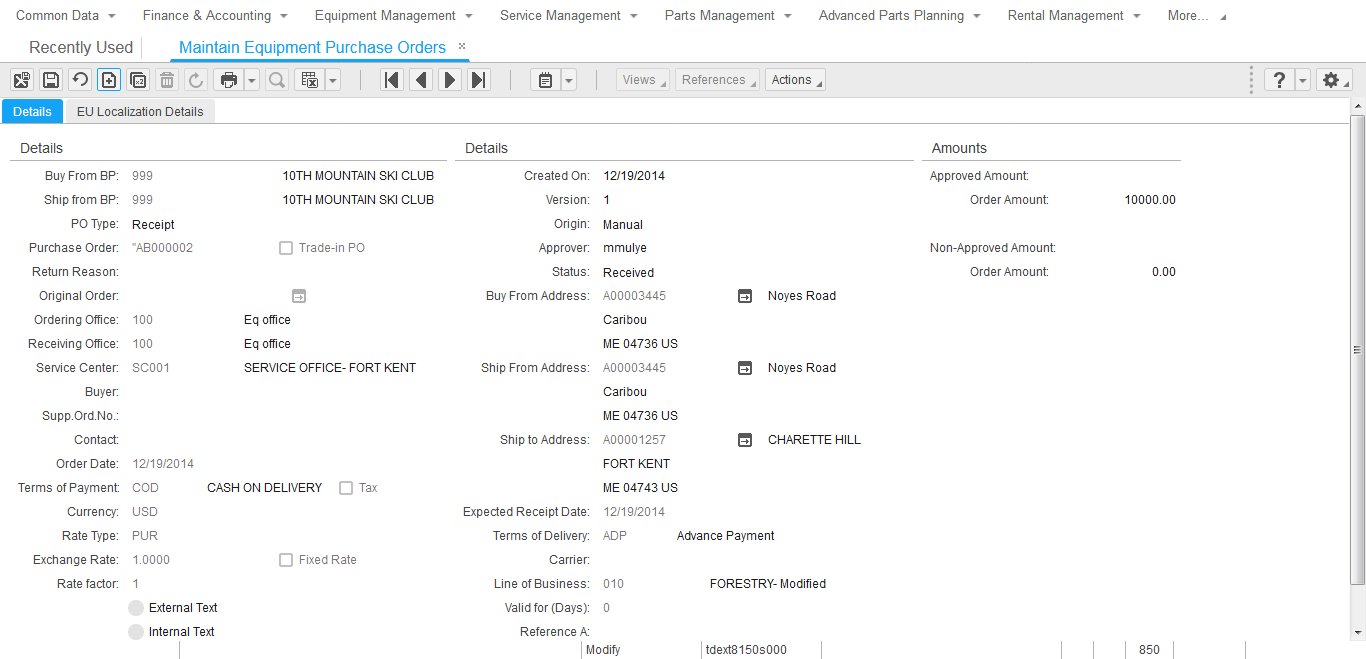 Common Data Finance & Accounting Equipment Management Service Management Parts Management Advanced Parts Planning Rental Management More...
Recently Used Maintain Equipment Purchase Orders ×
Views References Actions ?
Details EU Localization Details
Details
Buy From BP: 999 10TH MOUNTAIN SKI CLUB
Ship from BP: 999 10TH MOUNTAIN SKI CLUB
PO Type: Receipt
Purchase Order: "AB000002 Trade-in PO
Return Reason:
Original Order:
Ordering Office: 100 Eq office
Receiving Office: 100 Eq office
Service Center: SC001 SERVICE OFFICE- FORT KENT
Buyer:
Supp.Ord.No.:
Contact:
Order Date: 12/19/2014
Terms of Payment: COD CASH ON DELIVERY Tax
Currency: USD
Rate Type: PUR
Exchange Rate: 1.0000 Fixed Rate
Rate factor: 1
External Text
Internal Text
Details
Created On: 12/19/2014
Version: 1
Origin: Manual
Approver: mmulye
Status: Received
Buy From Address: A00003445 Noyes Road
Caribou
ME 04736 US
Ship From Address: A00003445 Noyes Road
Caribou
ME 04736 US
Ship to Address: A00001257 CHARETTE HILL
FORT KENT
ME 04743 US
Expected Receipt Date: 12/19/2014
Terms of Delivery: ADP Advance Payment
Carrier:
Line of Business: 010 FORESTRY- Modified
Valid for (Days): 0
Reference A:
Amounts
Approved Amount:
Order Amount: 10000.00
Non-Approved Amount:
Order Amount: 0.00
Modify tdext8150s000 850